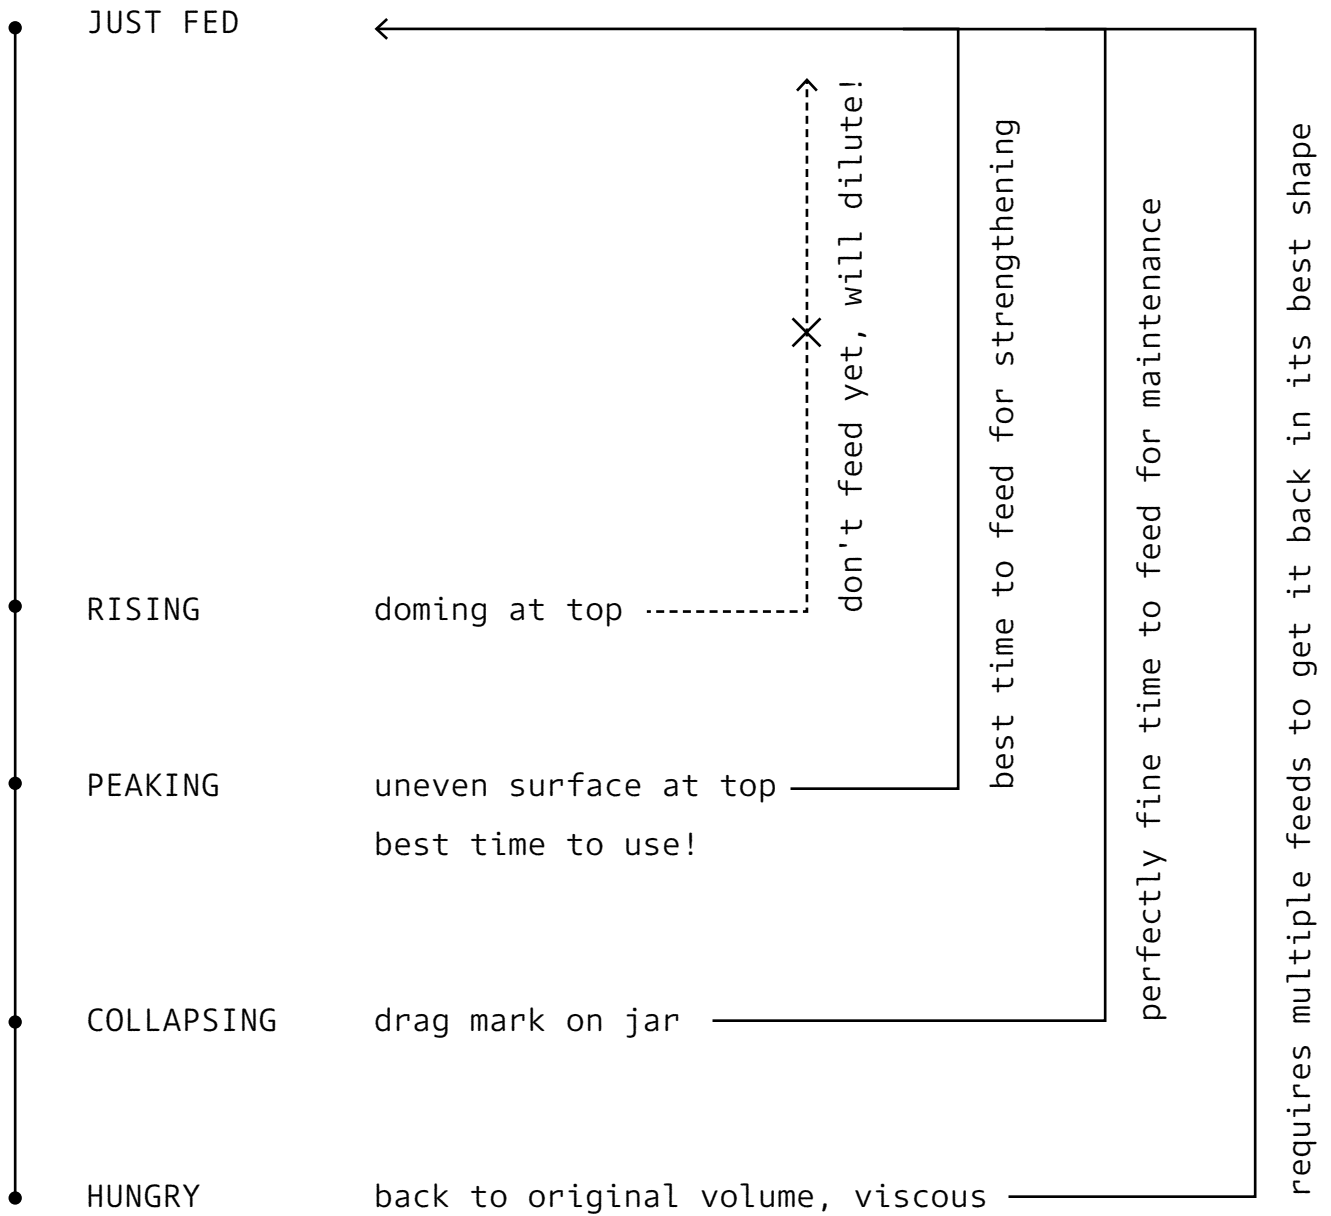 JUST FED
RISING
doming at top
don't feed yet, will dilute!
PEAKING
uneven surface at top
best time to use!
best time to feed for strengthening
COLLAPSING
drag mark on jar
perfectly fine time to feed for maintenance
HUNGRY
back to original volume, viscous
requires multiple feeds to get it back in its best shape